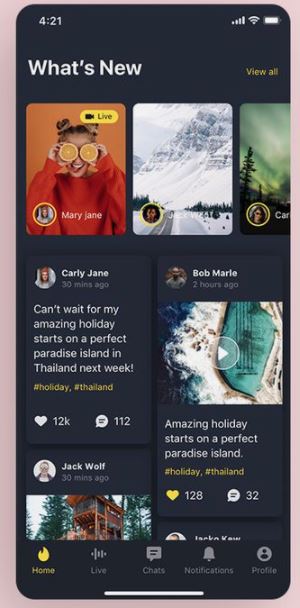 4:21
What's New
View all
Live
Mary jane
Jack Wolf
Carly Jane
30 mins ago
Can't wait for my
amazing holiday
starts on a perfect
paradise island in
Thailand next week!
#holiday, #thailand
12k
112
Bob Marle
2 hours ago
Amazing holiday
starts on a perfect
paradise island.
#holiday, #thailand
128
32
Jack Wolf
30 mins ago
Jacko Kew
Home
Live
Chats
Notifications
Profile